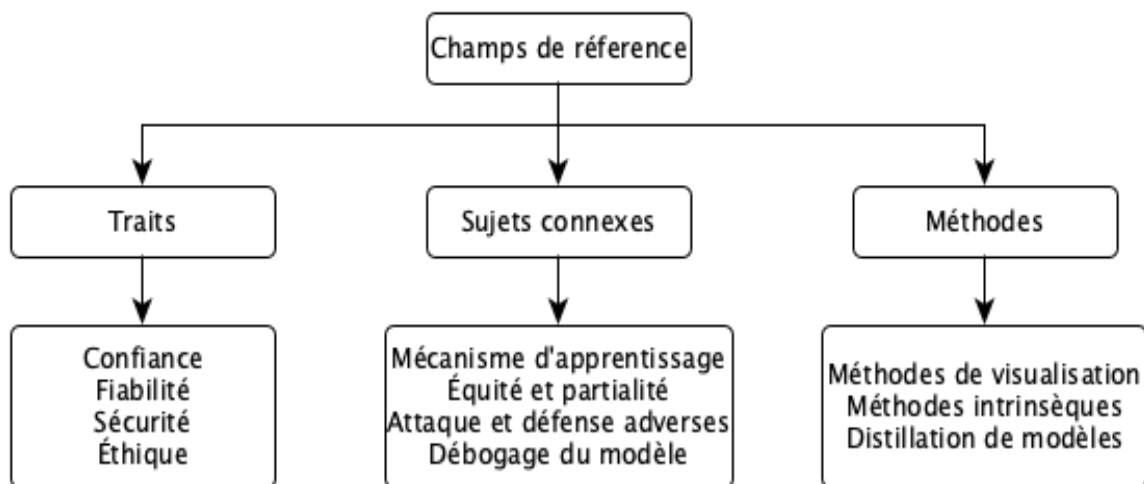 Champs de réference
Traits
Sujets connexes
Méthodes
Confiance
Fiabilité
Sécurité
Éthique
Mécanisme d'apprentissage
Équité et partialité
Attaque et défense adverses
Débogage du modèle
Méthodes de visualisation
Méthodes intrinsèques
Distillation de modèles